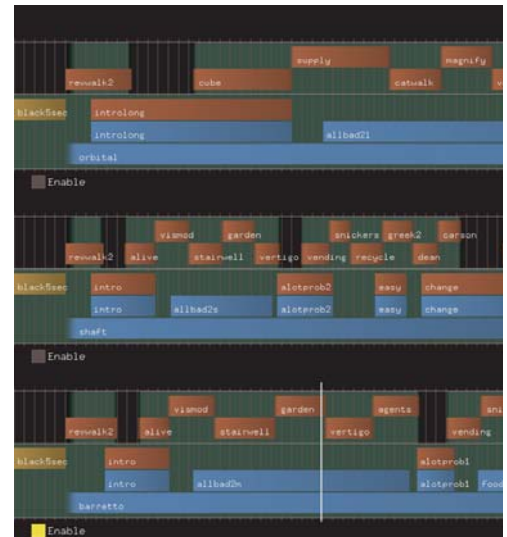 supply magnify
revwalk2 cube catwalk v
black5sec introlong
introlong allbad21
orbital
Enable
vismod garden snickers greek2 carson
revwalk2 alive stairwell vertigo vending recycle dean
black5sec intro alotprob2 easy change
intro allbad2s alotprob2 easy change
shaft
Enable
vismod garden agents sni
revwalk2 alive stairwell vertigo vending
black5sec intro alotprob1
intro allbad2m alotprob1 Food
barretto
Enable